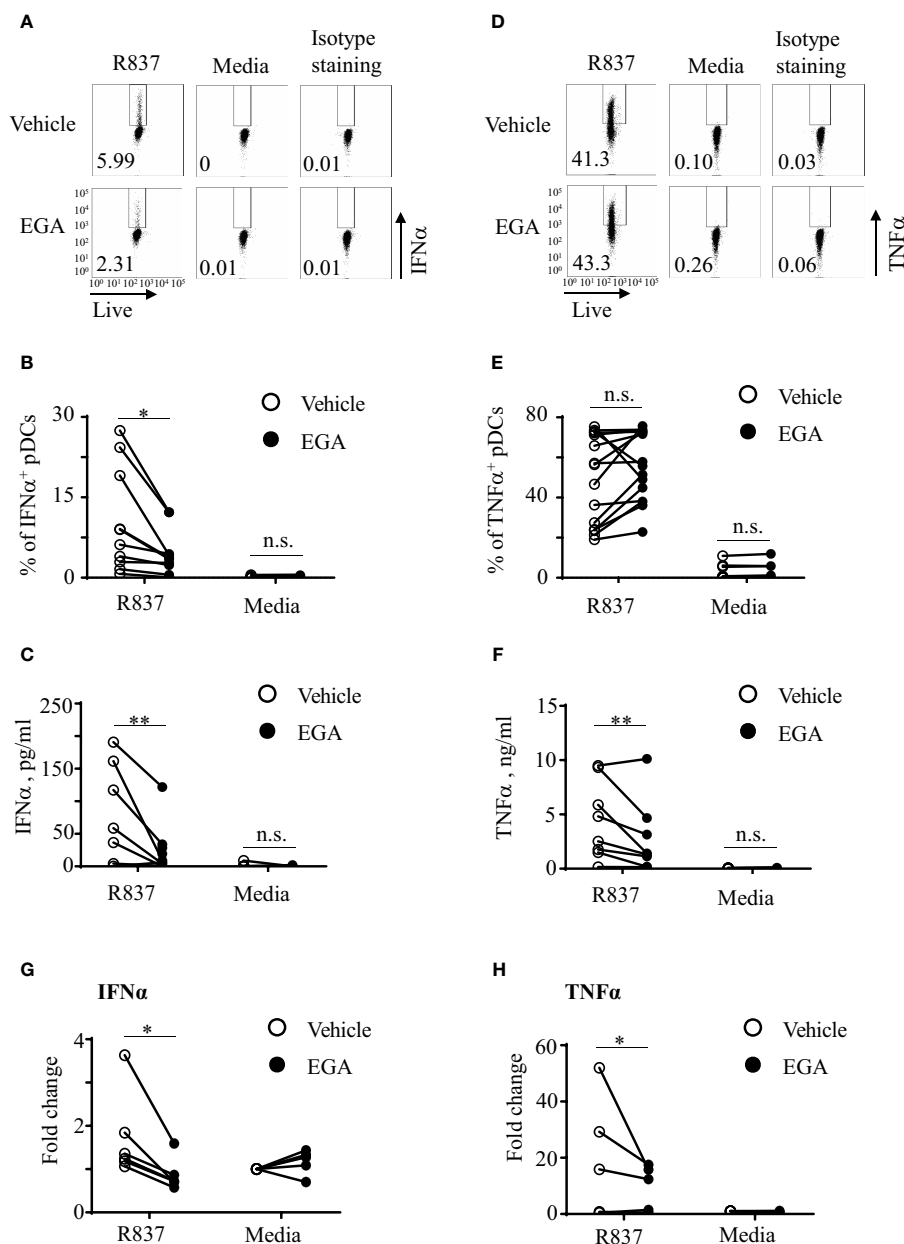 A
R837
Media
Isotype
staining
Vehicle
5.99
0
0.01
EGA
10⁵
10⁴
10³
10²
10¹
10⁰
2.31
0.01
0.01
10⁰ 10¹ 10² 10³ 10⁴ 10⁵
Live
IFNα
D
R837
Media
Isotype
staining
Vehicle
41.3
0.10
0.03
EGA
10⁵
10⁴
10³
10²
10¹
10⁰
43.3
0.26
0.06
10⁰ 10¹ 10² 10³ 10⁴ 10⁵
Live
TNFα
B
% of IFNα⁺ pDCs
30
15
0
*
n.s.
Vehicle
EGA
R837
Media
E
% of TNFα⁺ pDCs
80
40
0
n.s.
n.s.
Vehicle
EGA
R837
Media
C
IFNα , pg/ml
250
150
50
0
**
n.s.
Vehicle
EGA
R837
Media
F
TNFα , ng/ml
15
10
5
0
**
n.s.
Vehicle
EGA
R837
Media
G
IFNα
Fold change
4
2
0
*
Vehicle
EGA
R837
Media
H
TNFα
Fold change
60
40
20
0
*
Vehicle
EGA
R837
Media